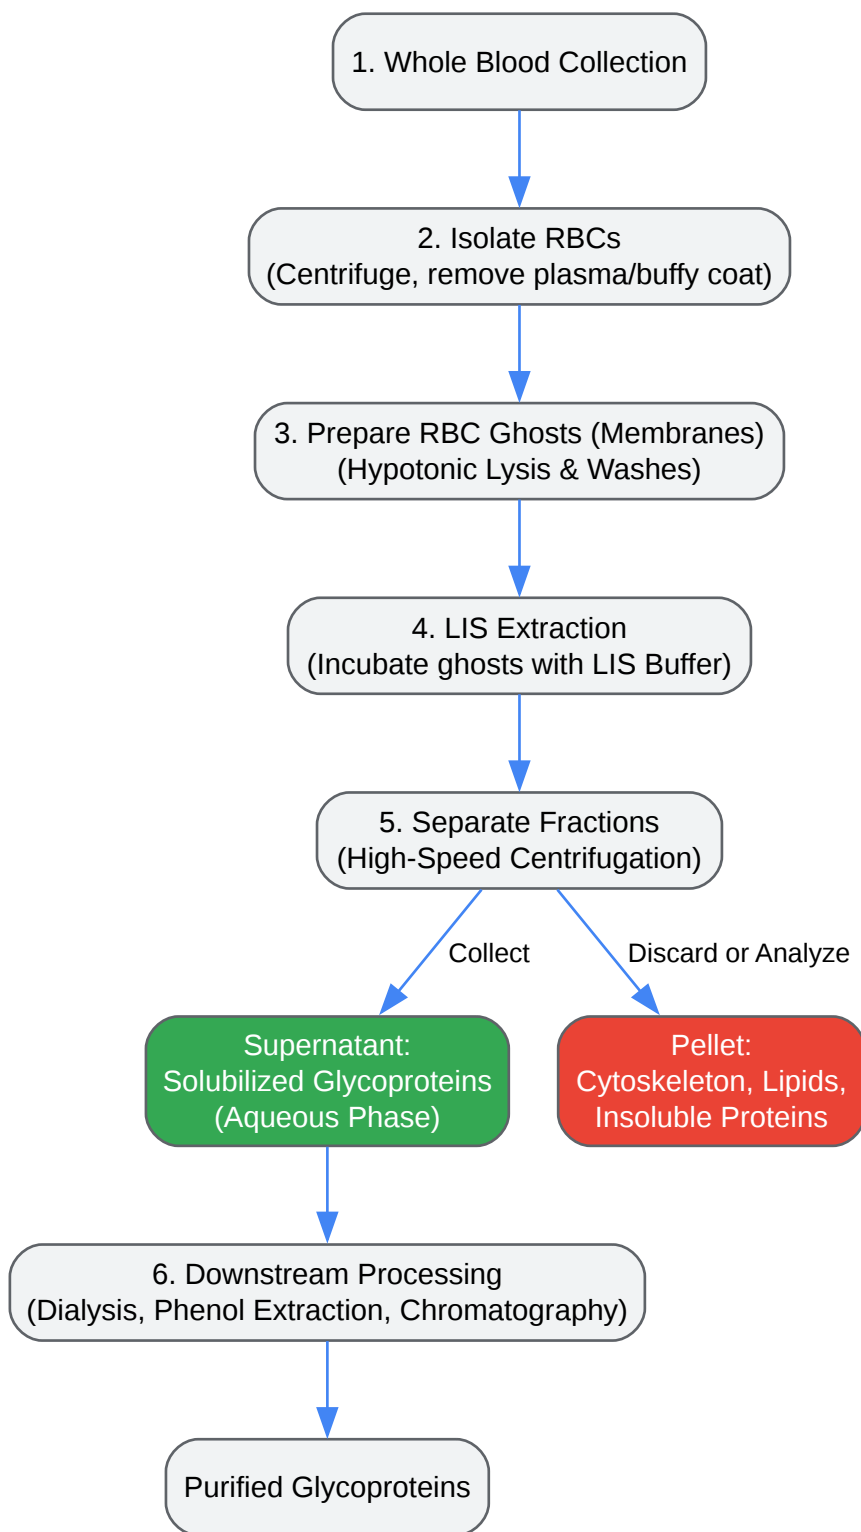 1. Whole Blood Collection
2. Isolate RBCs
(Centrifuge, remove plasma/buffy coat)
3. Prepare RBC Ghosts (Membranes)
(Hypotonic Lysis & Washes)
4. LIS Extraction
(Incubate ghosts with LIS Buffer)
5. Separate Fractions
(High-Speed Centrifugation)
Collect
Discard or Analyze
Supernatant:
Solubilized Glycoproteins
(Aqueous Phase)
Pellet:
Cytoskeleton, Lipids,
Insoluble Proteins
6. Downstream Processing
(Dialysis, Phenol Extraction, Chromatography)
Purified Glycoproteins